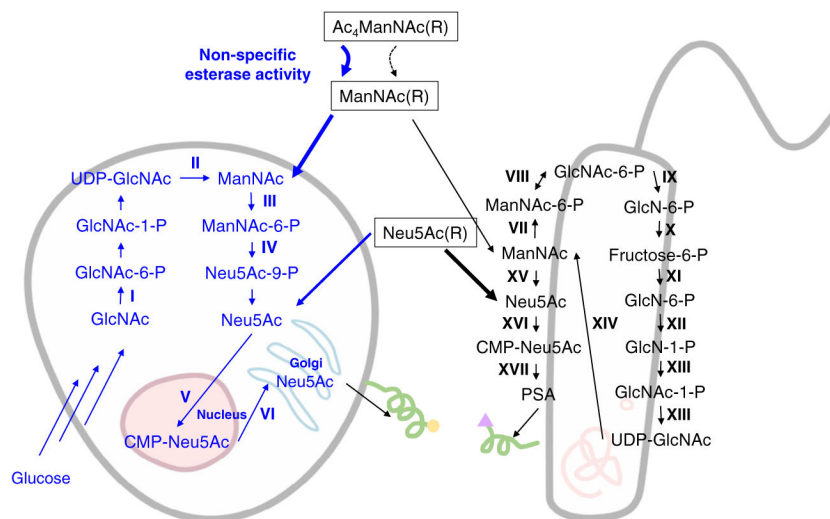 Ac₄ManNAc(R)
Non-specific
esterase activity
ManNAc(R)
II
UDP-GlcNAc
ManNAc
III
GlcNAc-1-P
ManNAc-6-P
IV
GlcNAc-6-P
Neu5Ac-9-P
I
GlcNAc
Neu5Ac
Golgi
Neu5Ac
V
Nucleus
VI
CMP-Neu5Ac
Glucose
Neu5Ac(R)
VIII
GlcNAc-6-P
IX
ManNAc-6-P
GlcN-6-P
VII
X
ManNAc
Fructose-6-P
XV
XI
Neu5Ac
GlcN-6-P
XVI
XIV
XII
CMP-Neu5Ac
GlcN-1-P
XVII
XIII
PSA
GlcNAc-1-P
XIII
UDP-GlcNAc